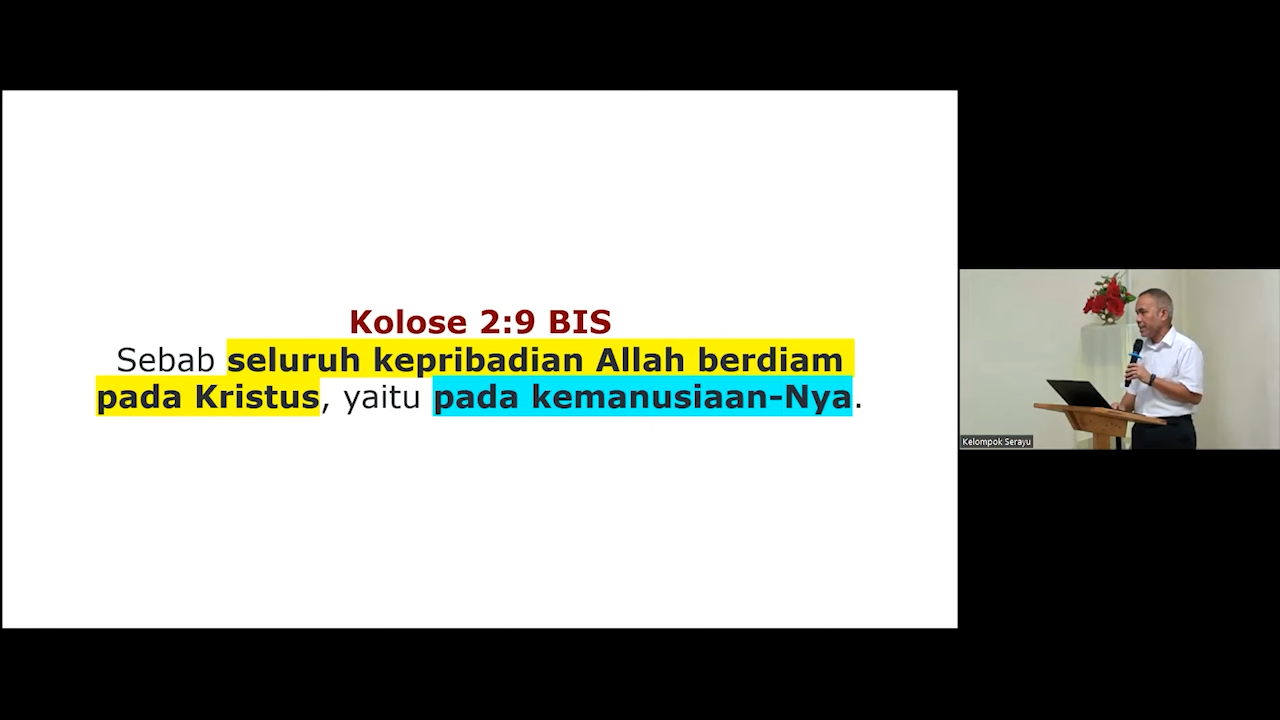 Kolose 2:9 BIS
Sebab seluruh kepribadian Allah berdiam
pada Kristus, yaitu pada kemanusiaan-Nya.
Kelompok Serayu